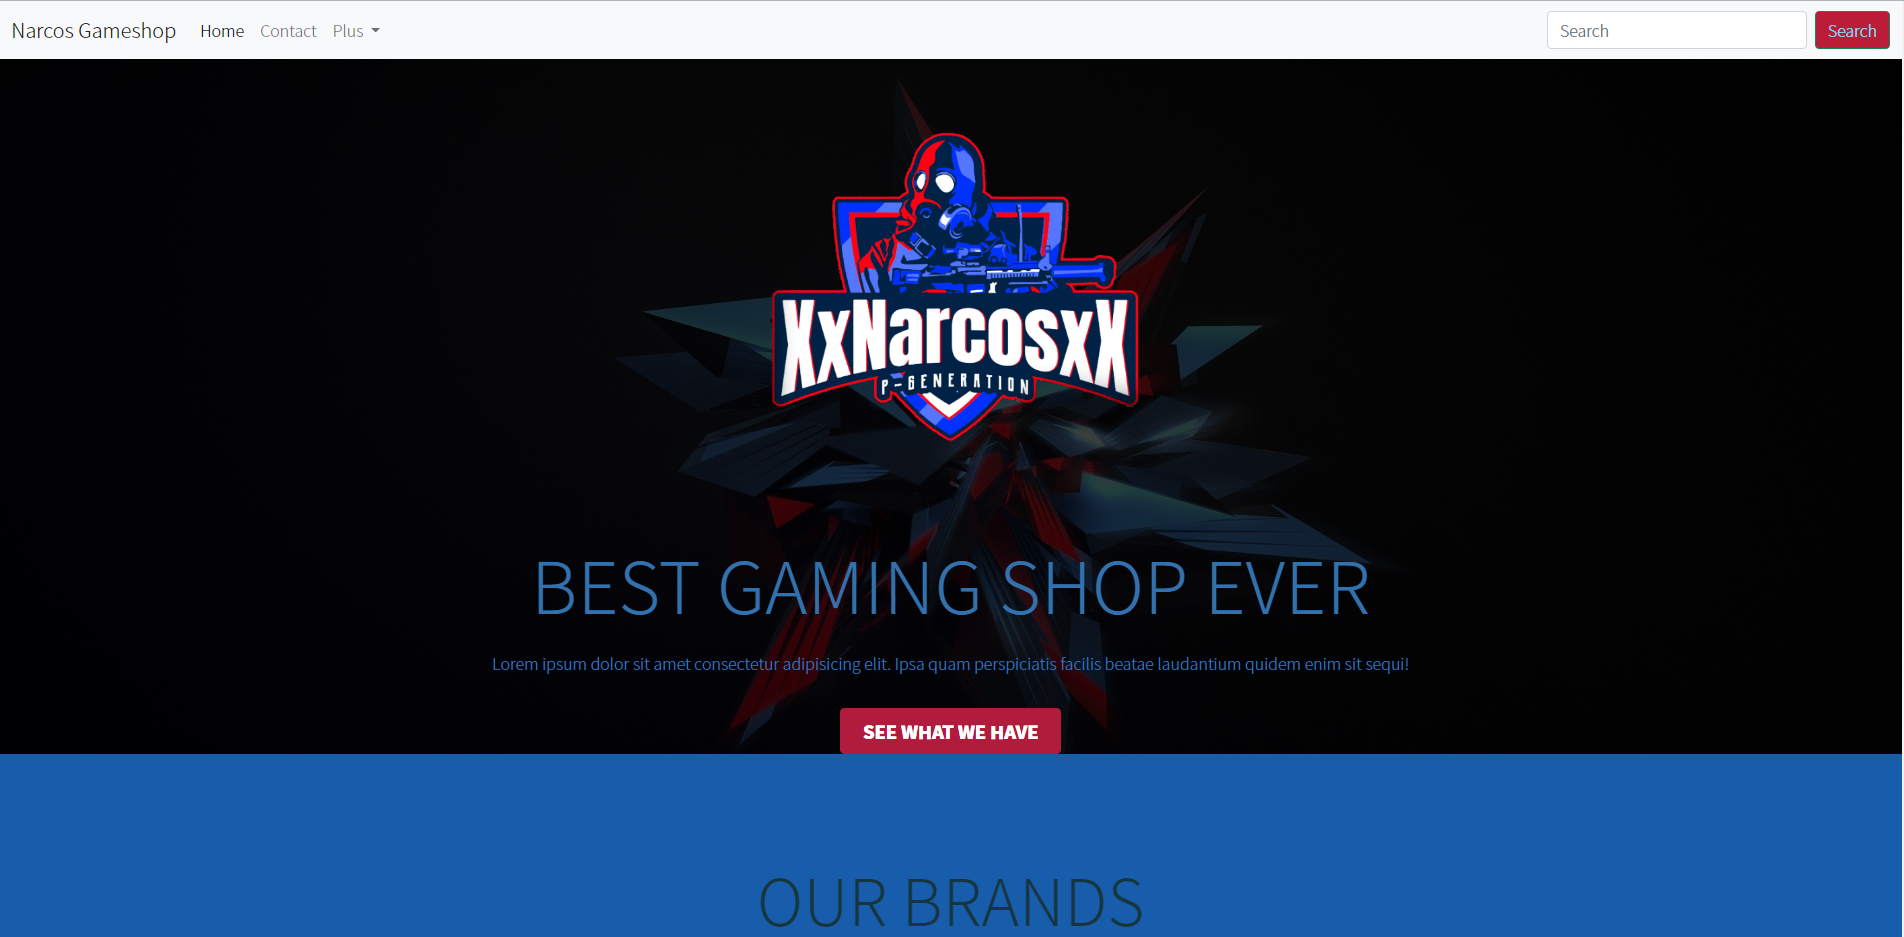 Narcos Gameshop Home Contact Plus Search Search
XxNarcosxX
P-GENERATION
BEST GAMING SHOP EVER
Lorem ipsum dolor sit amet consectetur adipisicing elit. Ipsa quam perspiciatis facilis beatae laudantium quidem enim sit sequi!
SEE WHAT WE HAVE
OUR BRANDS